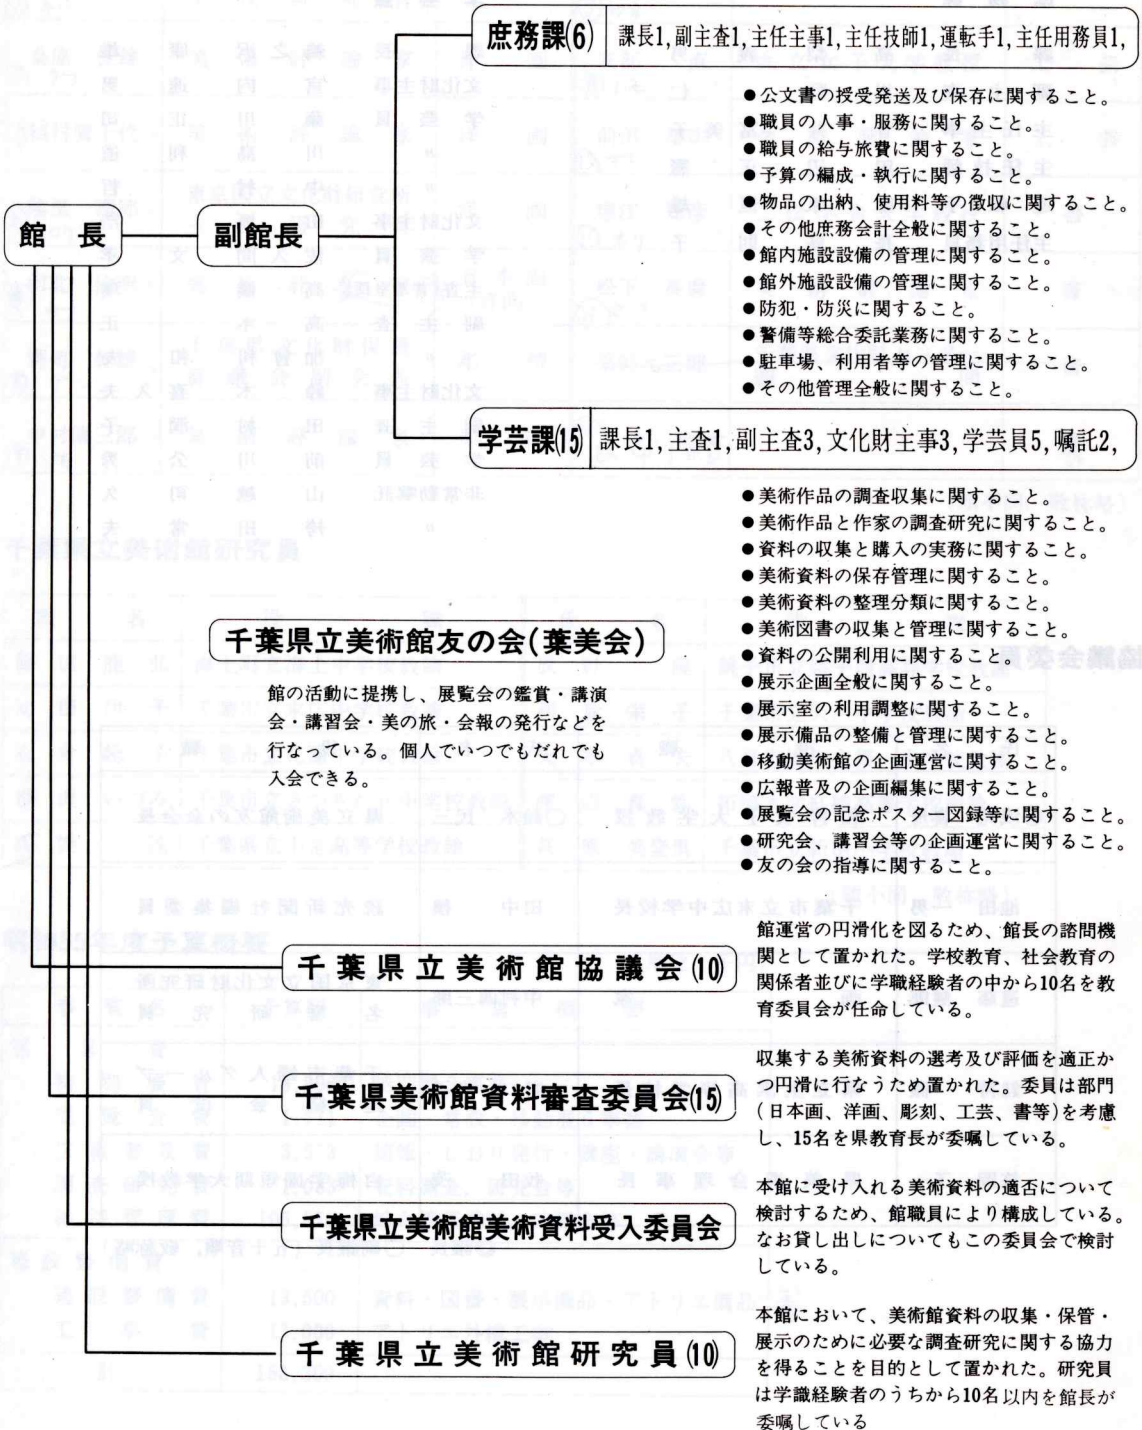 庶務課(6) 課長1,副主査1,主任主事1,主任技師1,運転手1,主任用務員1,
●公文書の授受発送及び保存に関すること。
●職員の人事・服務に関すること。
●職員の給与旅費に関すること。
●予算の編成・執行に関すること。
●物品の出納、使用料等の徴収に関すること。
●その他庶務会計全般に関すること。
●館内施設設備の管理に関すること。
●館外施設設備の管理に関すること。
●防犯・防災に関すること。
●警備等総合委託業務に関すること。
●駐車場、利用者等の管理に関すること。
●その他管理全般に関すること。
館 長
副館長
学芸課(15) 課長1,主査1,副主査3,文化財主事3,学芸員5,嘱託2,
●美術作品の調査収集に関すること。
●美術作品と作家の調査研究に関すること。
●資料の収集と購入の実務に関すること。
●美術資料の保存管理に関すること。
●美術資料の整理分類に関すること。
●美術図書の収集と管理に関すること。
●資料の公開利用に関すること。
●展示企画全般に関すること。
●展示室の利用調整に関すること。
●展示備品の整備と管理に関すること。
●移動美術館の企画運営に関すること。
●広報普及の企画編集に関すること。
●展覧会の記念ポスター図録等に関すること。
●研究会、講習会等の企画運営に関すること。
●友の会の指導に関すること。
千葉県立美術館友の会(葉美会)
館の活動に提携し、展覧会の鑑賞・講演
会・講習会・美の旅・会報の発行などを
行なっている。個人でいつでもだれでも
入会できる。
千葉県立美術館協議会(10)
館運営の円滑化を図るため、館長の諮問機
関として置かれた。学校教育、社会教育の
関係者並びに学職経験者の中から10名を教
育委員会が任命している。
千葉県美術館資料審査委員会(15)
収集する美術資料の選考及び評価を適正か
つ円滑に行なうため置かれた。委員は部門
(日本画、洋画、彫刻、工芸、書等)を考慮
し、15名を県教育長が委嘱している。
千葉県立美術館美術資料受入委員会
本館に受け入れる美術資料の適否について
検討するため、館職員により構成している。
なお貸し出しについてもこの委員会で検討
している。
千葉県立美術館研究員(10)
本館において、美術館資料の収集・保管・
展示のために必要な調査研究に関する協力
を得ることを目的として置かれた。研究員
は学識経験者のうちから10名以内を館長が
委嘱している